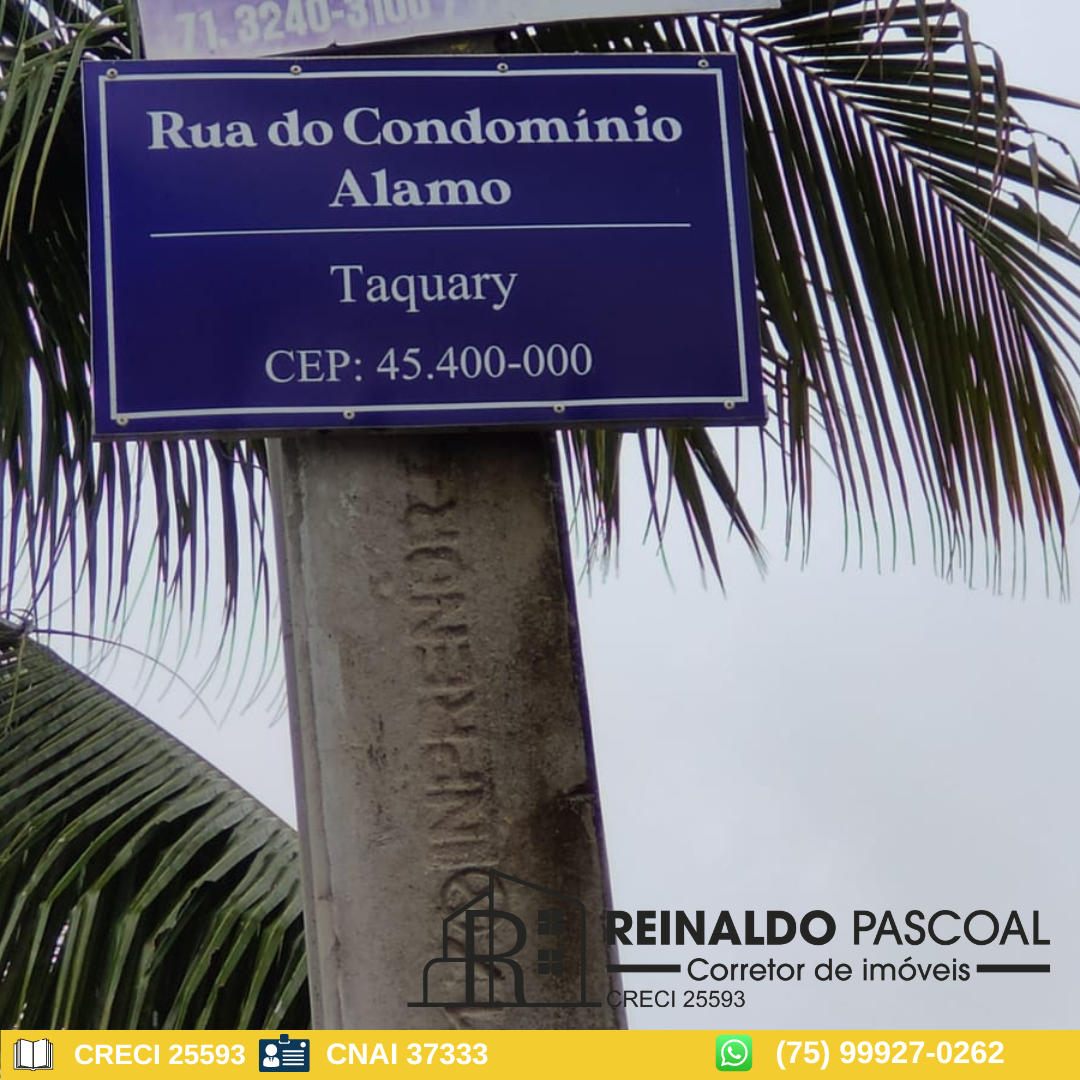 71. 3240-3100 /
Rua do Condomínio
Alamo
Taquary
CEP: 45.400-000
INPREMOR
REINALDO PASCOAL
Corretor de imóveis
CRECI 25593
CRECI 25593
CNAI 37333
(75) 99927-0262